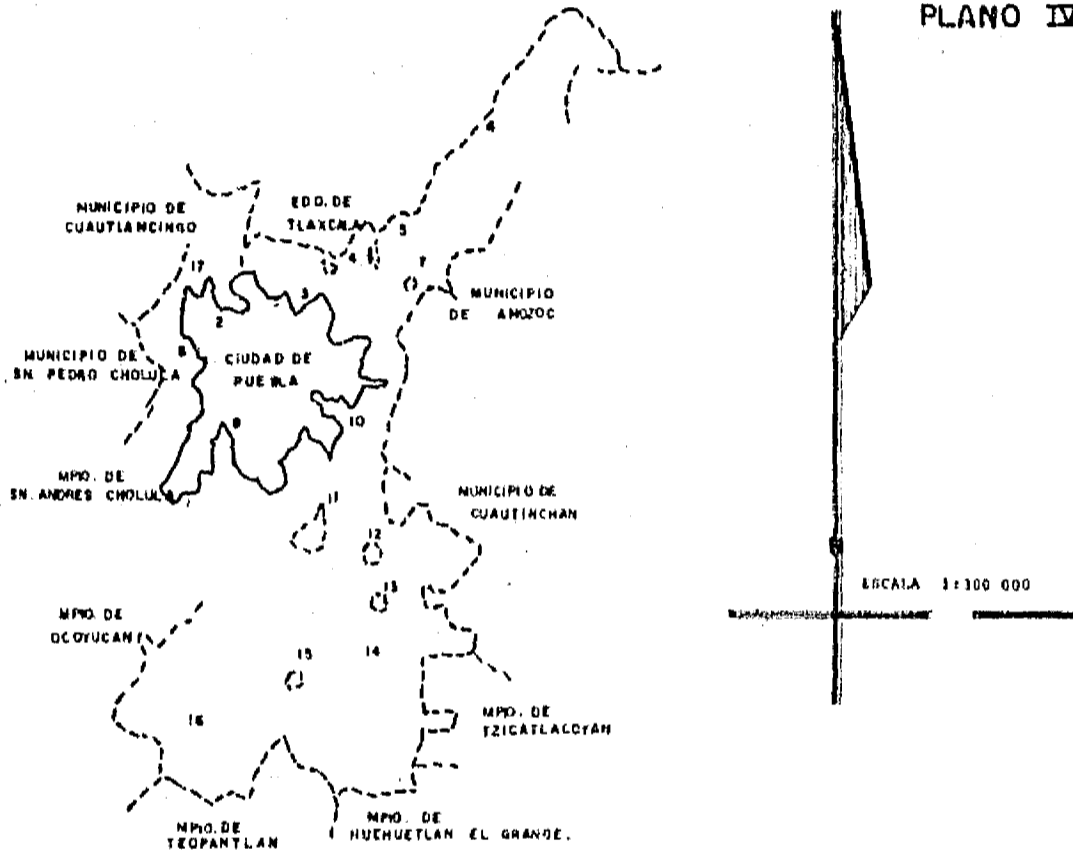 PLANO IV
4
MUNICIPIO DE
CUAUTLANCINGO
EDO. DE
TLAXCALA
5
4
7
17
3
2
MUNICIPIO
DE AMOZOC
MUNICIPIO DE
SN. PEDRO CHOLULA
8
CIUDAD DE
PUEBLA
10
9
MPIO. DE
SN. ANDRES CHOLULA
11
MUNICIPIO DE
CUAUTINCHAN
12
13
ESCALA 1:100 000
MPIO. DE
OCOYUCAN
15
14
16
MPIO. DE
TZICATLACOYAN
MPIO. DE
TEOPANTLAN
MPIO. DE
HUEHUETLAN EL GRANDE.